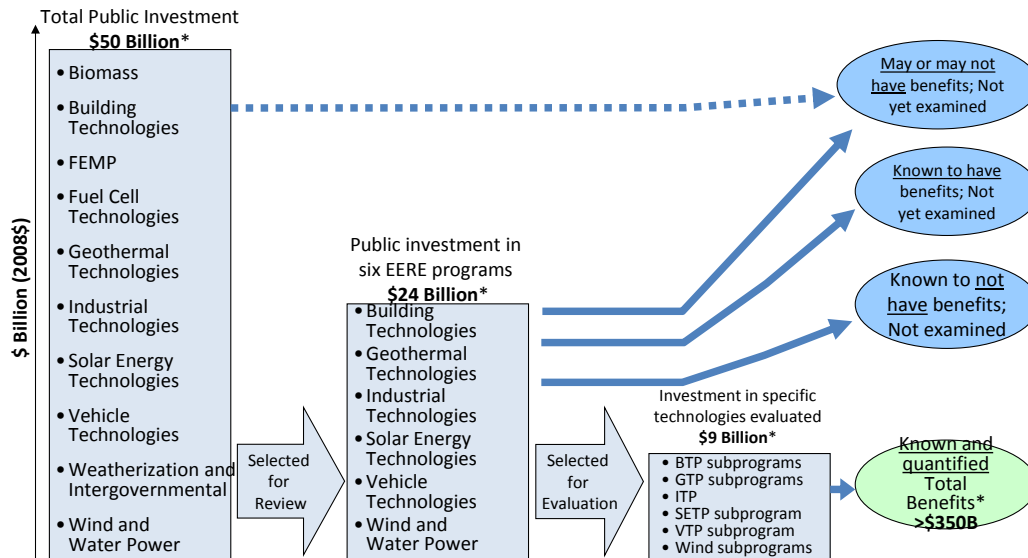 Total Public Investment
$50 Billion*
$ Billion (2008$)
• Biomass
• Building
Technologies
• FEMP
• Fuel Cell
Technologies
• Geothermal
Technologies
• Industrial
Technologies
• Solar Energy
Technologies
• Vehicle
Technologies
• Weatherization and
Intergovernmental
• Wind and
Water Power
Selected
for
Review
Public investment in
six EERE programs
$24 Billion*
• Building
Technologies
• Geothermal
Technologies
• Industrial
Technologies
• Solar Energy
Technologies
• Vehicle
Technologies
• Wind and
Water Power
Selected
for
Evaluation
Investment in specific
technologies evaluated
$9 Billion*
• BTP subprograms
• GTP subprograms
• ITP
• SETP subprogram
• VTP subprogram
• Wind subprograms
May or may not
have benefits; Not
yet examined
Known to have
benefits; Not
yet examined
Known to not
have benefits;
Not examined
Known and
quantified
Total
Benefits*
>$350B